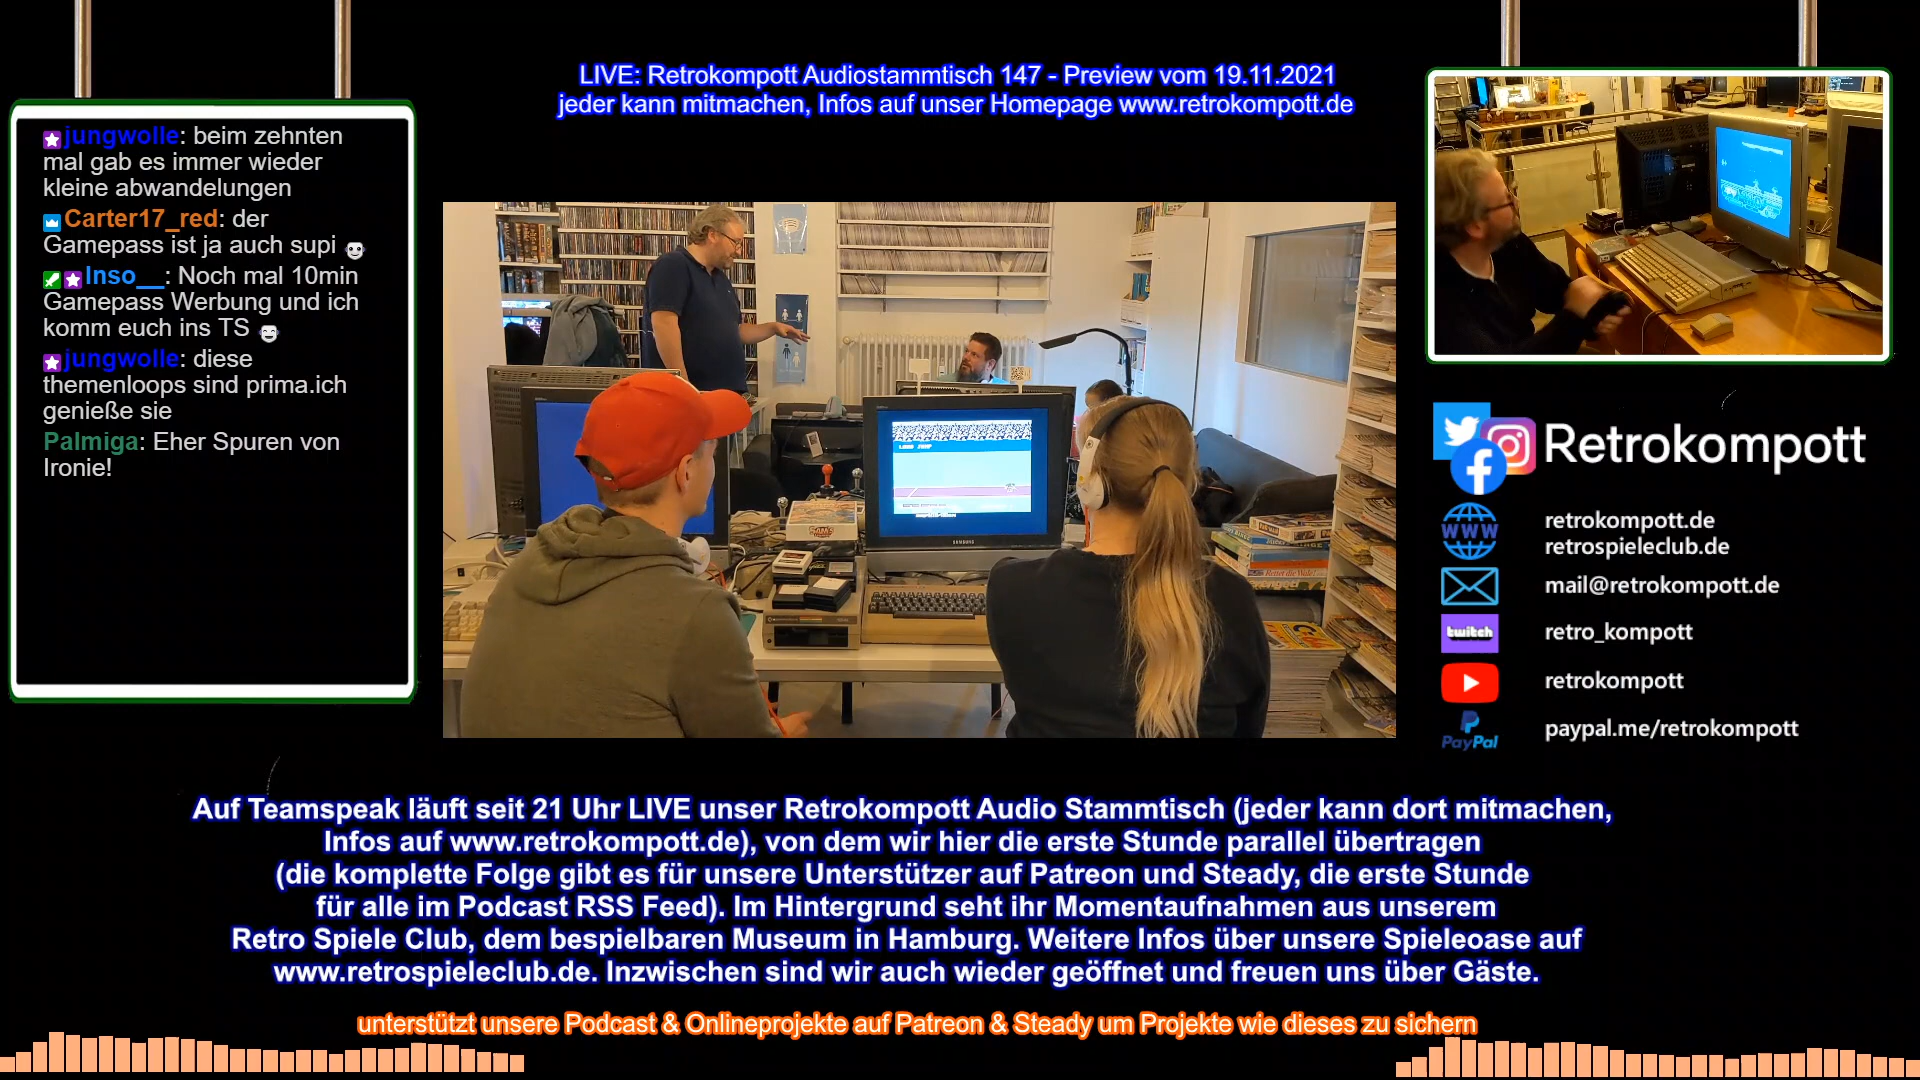 LIVE: Retrokompott Audiostammtisch 147 - Preview vom 19.11.2021
jeder kann mitmachen, Infos auf unser Homepage www.retrokompott.de
jungwolle: beim zehnten
mal gab es immer wieder
kleine abwandelungen
Carter17_red: der
Gamepass ist ja auch supi
Inso__: Noch mal 10min
Gamepass Werbung und ich
komm euch ins TS
jungwolle: diese
themenloops sind prima.ich
genieße sie
Palmiga: Eher Spuren von
Ironie!
LONG JUMP
SAMSUNG
Retrokompott
WWW
retrokompott.de
retrospieleclub.de
mail@retrokompott.de
twitch
retro_kompott
retrokompott
PayPal
paypal.me/retrokompott
Auf Teamspeak läuft seit 21 Uhr LIVE unser Retrokompott Audio Stammtisch (jeder kann dort mitmachen,
Infos auf www.retrokompott.de), von dem wir hier die erste Stunde parallel übertragen
(die komplette Folge gibt es für unsere Unterstützer auf Patreon und Steady, die erste Stunde
für alle im Podcast RSS Feed). Im Hintergrund seht ihr Momentaufnahmen aus unserem
Retro Spiele Club, dem bespielbaren Museum in Hamburg. Weitere Infos über unsere Spieleoase auf
www.retrospieleclub.de. Inzwischen sind wir auch wieder geöffnet und freuen uns über Gäste.
unterstützt unsere Podcast & Onlineprojekte auf Patreon & Steady um Projekte wie dieses zu sichern